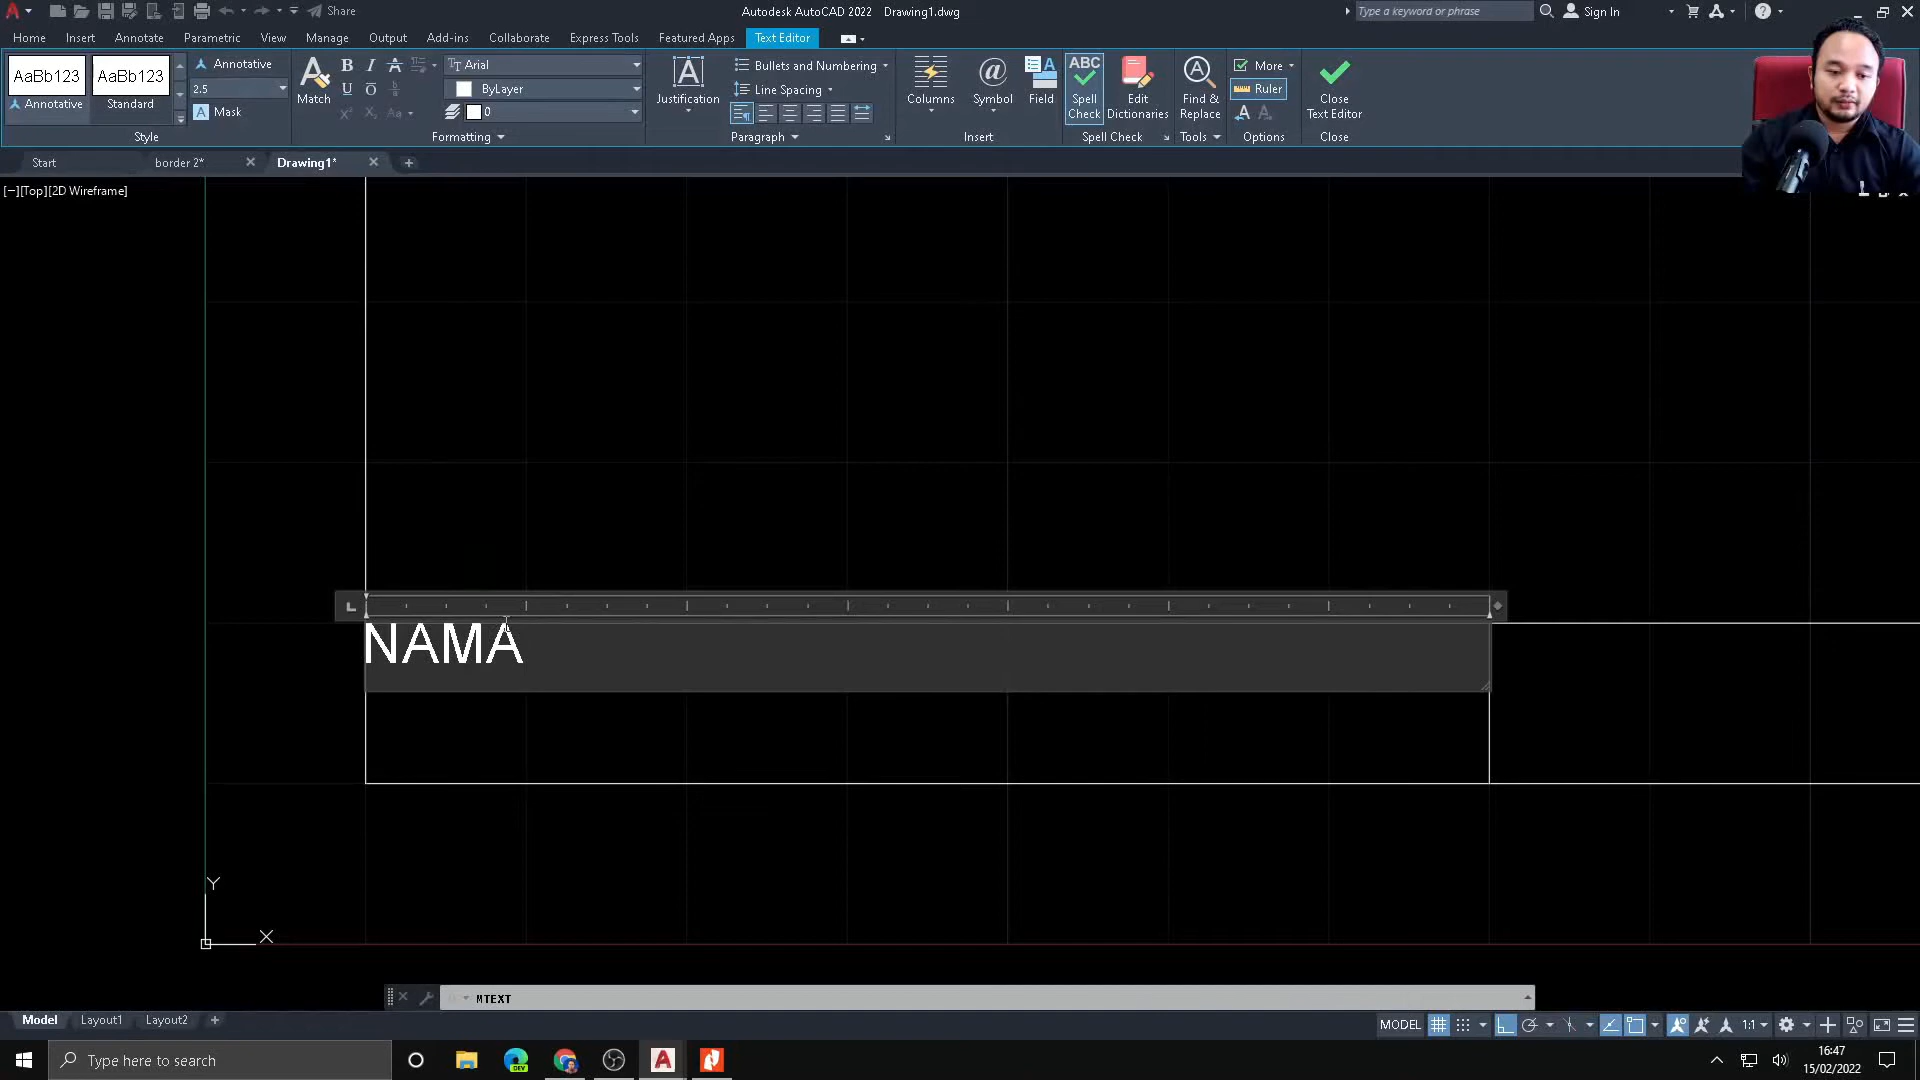 Share
Autodesk AutoCAD 2022 Drawing1.dwg
Type a keyword or phrase
Sign In
Home Insert Annotate Parametric View Manage Output Add-ins Collaborate Express Tools Featured Apps Text Editor
AaBb123
Annotative
AaBb123
Standard
Annotative
2.5
Mask
Style
Match
Arial
ByLayer
0
Formatting
Justification
Bullets and Numbering
Line Spacing
Paragraph
Columns
Symbol
Field
Insert
ABC
Spell
Check
Edit
Dictionaries
Spell Check
Find &
Replace
Tools
More
Ruler
Options
Close
Text Editor
Close
Start
border 2*
Drawing1*
[−][Top][2D Wireframe]
NAMA
Y
X
MTEXT
Model Layout1 Layout2
MODEL
1:1
Type here to search
DEV
16:47
15/02/2022